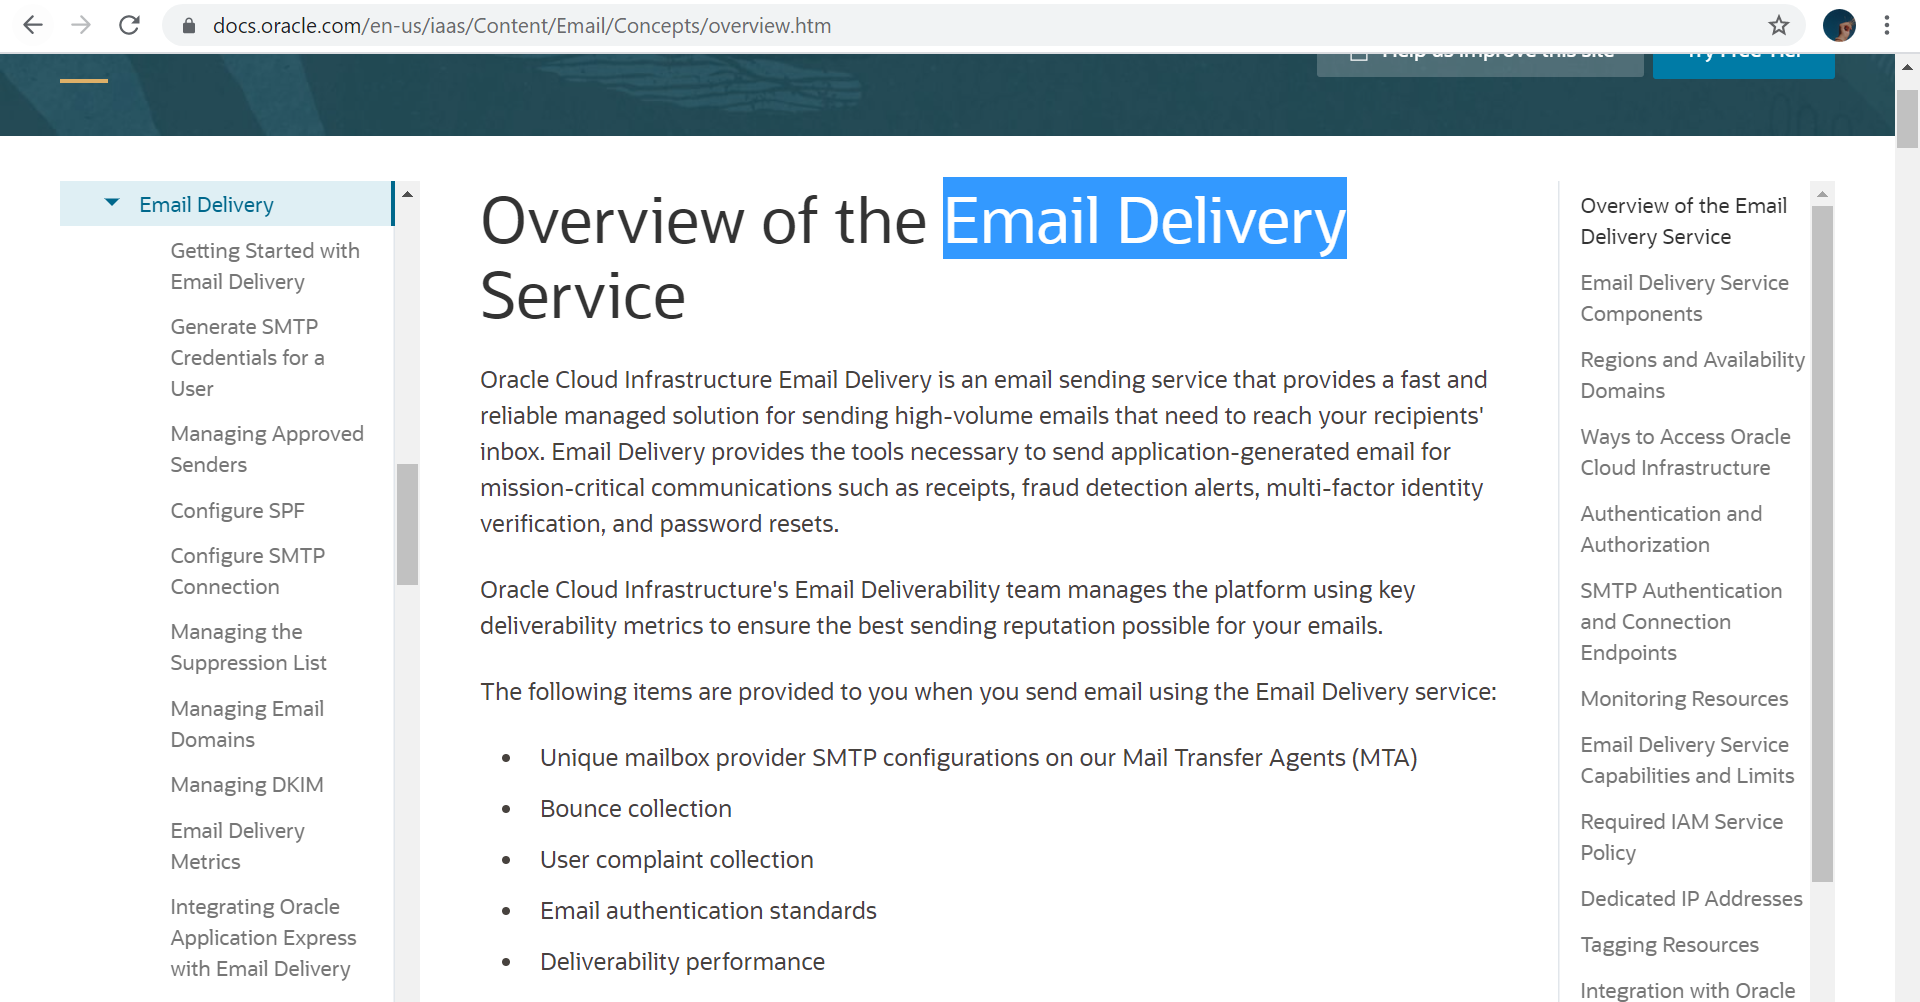 docs.oracle.com/en-us/iaas/Content/Email/Concepts/overview.htm
Help us improve this site
Try Free Tier
Email Delivery
Getting Started with
Email Delivery
Generate SMTP
Credentials for a
User
Managing Approved
Senders
Configure SPF
Configure SMTP
Connection
Managing the
Suppression List
Managing Email
Domains
Managing DKIM
Email Delivery
Metrics
Integrating Oracle
Application Express
with Email Delivery
Overview of the Email Delivery
Service
Oracle Cloud Infrastructure Email Delivery is an email sending service that provides a fast and
reliable managed solution for sending high-volume emails that need to reach your recipients'
inbox. Email Delivery provides the tools necessary to send application-generated email for
mission-critical communications such as receipts, fraud detection alerts, multi-factor identity
verification, and password resets.
Oracle Cloud Infrastructure's Email Deliverability team manages the platform using key
deliverability metrics to ensure the best sending reputation possible for your emails.
The following items are provided to you when you send email using the Email Delivery service:
• Unique mailbox provider SMTP configurations on our Mail Transfer Agents (MTA)
• Bounce collection
• User complaint collection
• Email authentication standards
• Deliverability performance
Overview of the Email
Delivery Service
Email Delivery Service
Components
Regions and Availability
Domains
Ways to Access Oracle
Cloud Infrastructure
Authentication and
Authorization
SMTP Authentication
and Connection
Endpoints
Monitoring Resources
Email Delivery Service
Capabilities and Limits
Required IAM Service
Policy
Dedicated IP Addresses
Tagging Resources
Integration with Oracle